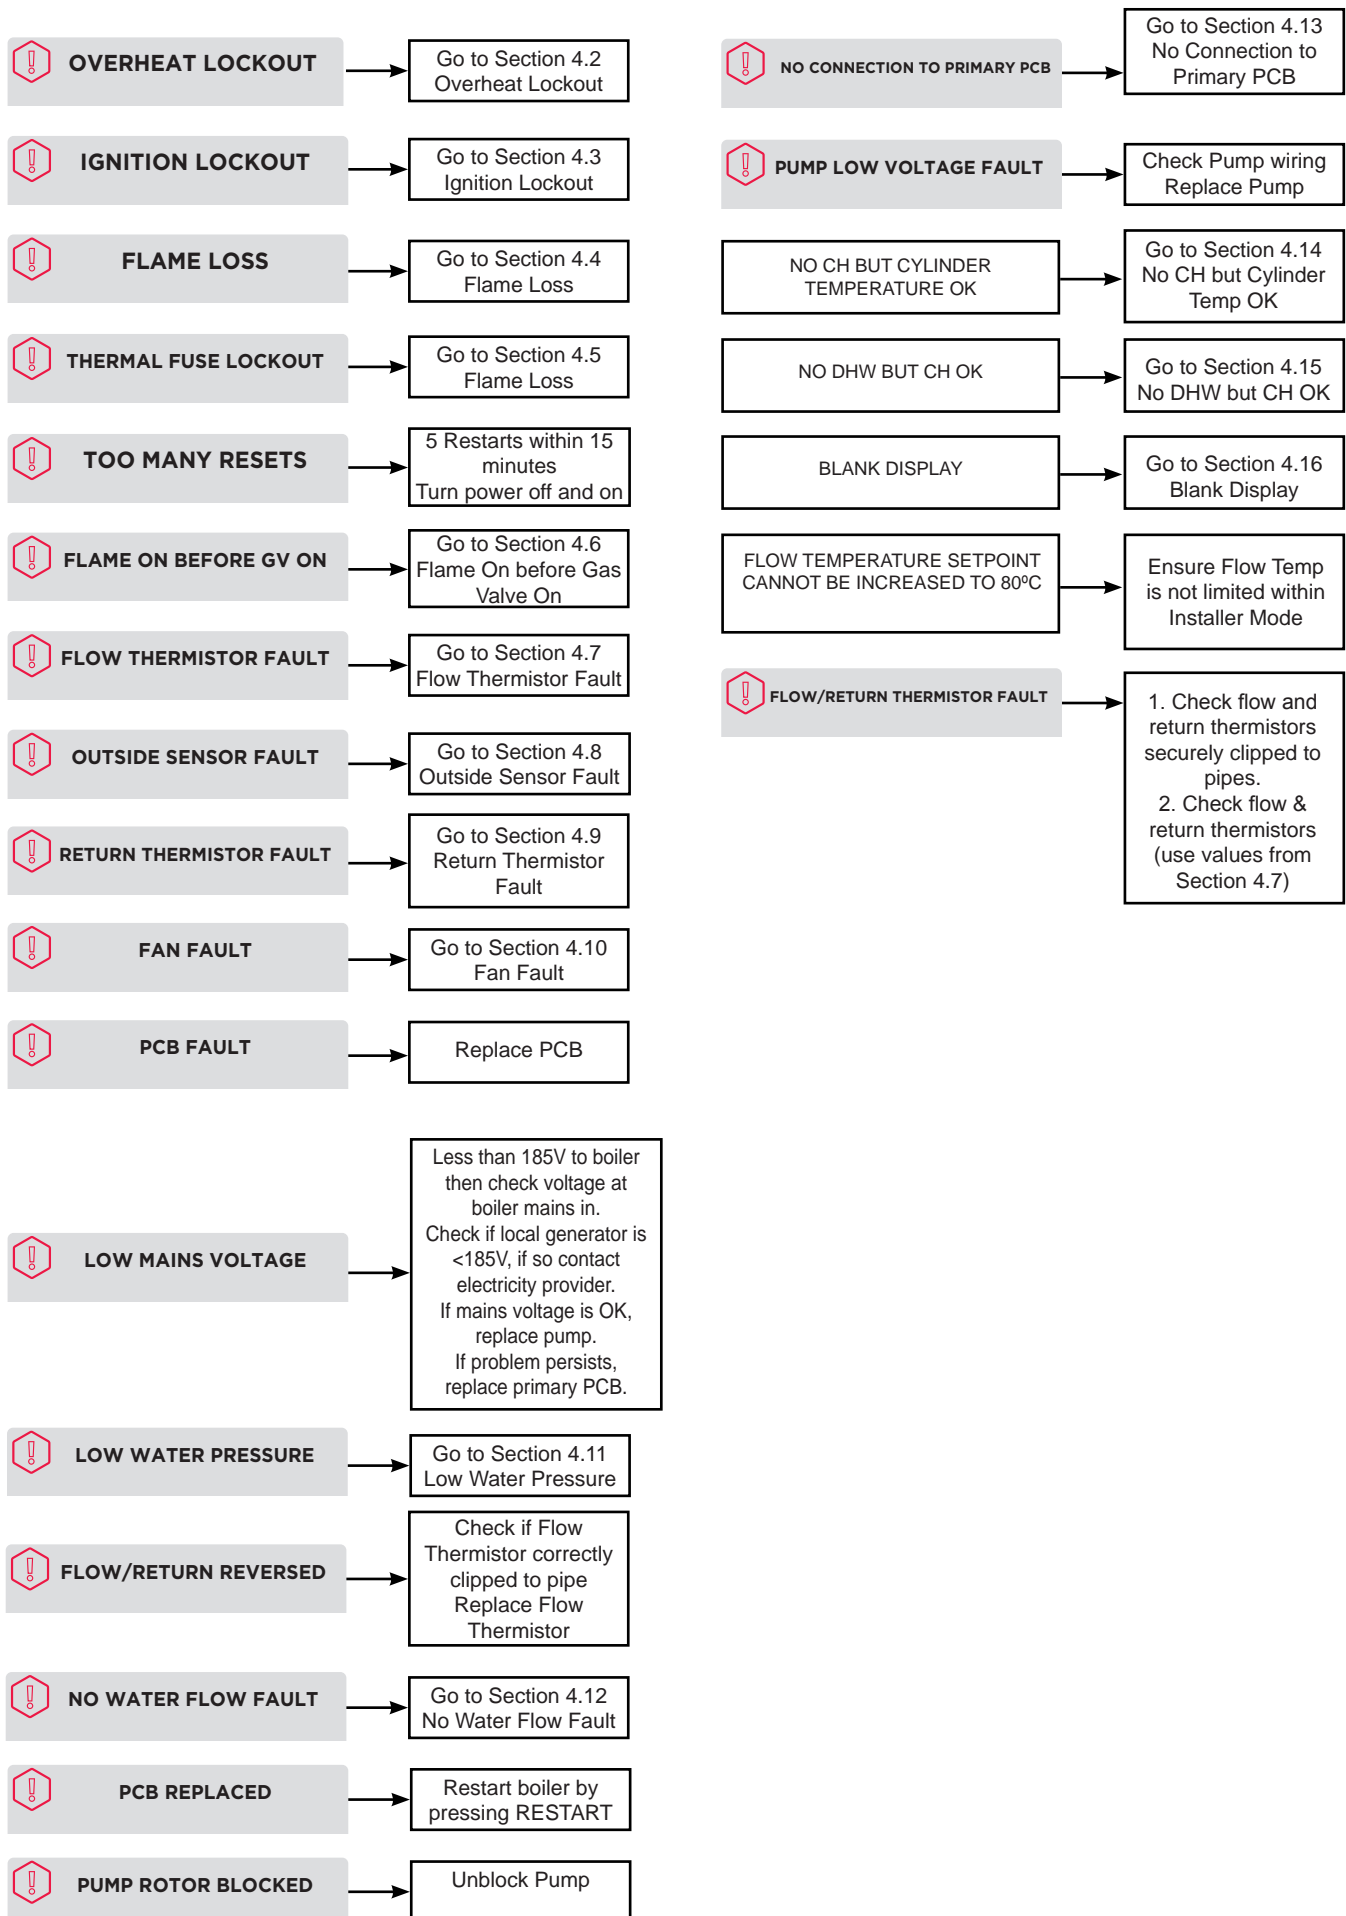 OVERHEAT LOCKOUT
Go to Section 4.2
Overheat Lockout
IGNITION LOCKOUT
Go to Section 4.3
Ignition Lockout
FLAME LOSS
Go to Section 4.4
Flame Loss
THERMAL FUSE LOCKOUT
Go to Section 4.5
Flame Loss
TOO MANY RESETS
5 Restarts within 15
minutes
Turn power off and on
FLAME ON BEFORE GV ON
Go to Section 4.6
Flame On before Gas
Valve On
FLOW THERMISTOR FAULT
Go to Section 4.7
Flow Thermistor Fault
OUTSIDE SENSOR FAULT
Go to Section 4.8
Outside Sensor Fault
RETURN THERMISTOR FAULT
Go to Section 4.9
Return Thermistor
Fault
FAN FAULT
Go to Section 4.10
Fan Fault
PCB FAULT
Replace PCB
LOW MAINS VOLTAGE
Less than 185V to boiler
then check voltage at
boiler mains in.
Check if local generator is
<185V, if so contact
electricity provider.
If mains voltage is OK,
replace pump.
If problem persists,
replace primary PCB.
LOW WATER PRESSURE
Go to Section 4.11
Low Water Pressure
FLOW/RETURN REVERSED
Check if Flow
Thermistor correctly
clipped to pipe
Replace Flow
Thermistor
NO WATER FLOW FAULT
Go to Section 4.12
No Water Flow Fault
PCB REPLACED
Restart boiler by
pressing RESTART
PUMP ROTOR BLOCKED
Unblock Pump
NO CONNECTION TO PRIMARY PCB
Go to Section 4.13
No Connection to
Primary PCB
PUMP LOW VOLTAGE FAULT
Check Pump wiring
Replace Pump
NO CH BUT CYLINDER
TEMPERATURE OK
Go to Section 4.14
No CH but Cylinder
Temp OK
NO DHW BUT CH OK
Go to Section 4.15
No DHW but CH OK
BLANK DISPLAY
Go to Section 4.16
Blank Display
FLOW TEMPERATURE SETPOINT
CANNOT BE INCREASED TO 80ºC
Ensure Flow Temp
is not limited within
Installer Mode
FLOW/RETURN THERMISTOR FAULT
1. Check flow and
return thermistors
securely clipped to
pipes.
2. Check flow &
return thermistors
(use values from
Section 4.7)